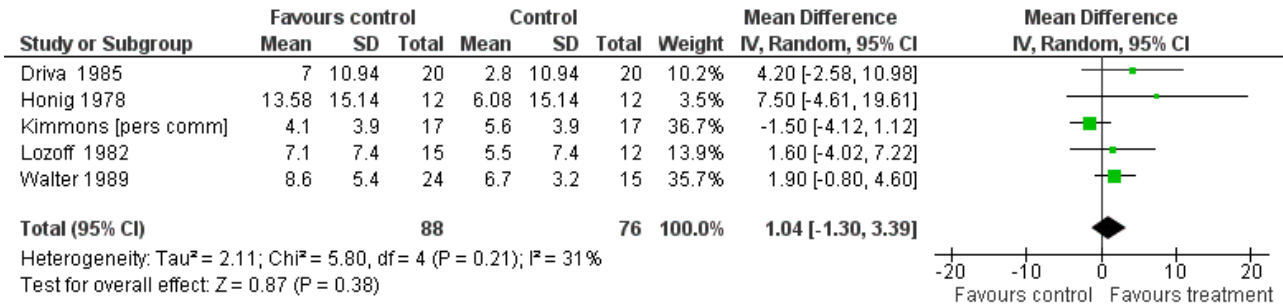 Favours control Control Mean Difference Mean Difference
Study or Subgroup Mean SD Total Mean SD Total Weight IV, Random, 95% CI IV, Random, 95% CI
Driva 1985 7 10.94 20 2.8 10.94 20 10.2% 4.20 [-2.58, 10.98]
Honig 1978 13.58 15.14 12 6.08 15.14 12 3.5% 7.50 [-4.61, 19.61]
Kimmons [pers comm] 4.1 3.9 17 5.6 3.9 17 36.7% -1.50 [-4.12, 1.12]
Lozoff 1982 7.1 7.4 15 5.5 7.4 12 13.9% 1.60 [-4.02, 7.22]
Walter 1989 8.6 5.4 24 6.7 3.2 15 35.7% 1.90 [-0.80, 4.60]
Total (95% CI) 88 76 100.0% 1.04 [-1.30, 3.39]
Heterogeneity: Tau² = 2.11; Chi² = 5.80, df = 4 (P = 0.21); I² = 31%
Test for overall effect: Z = 0.87 (P = 0.38)
-20 -10 0 10 20
Favours control Favours treatment